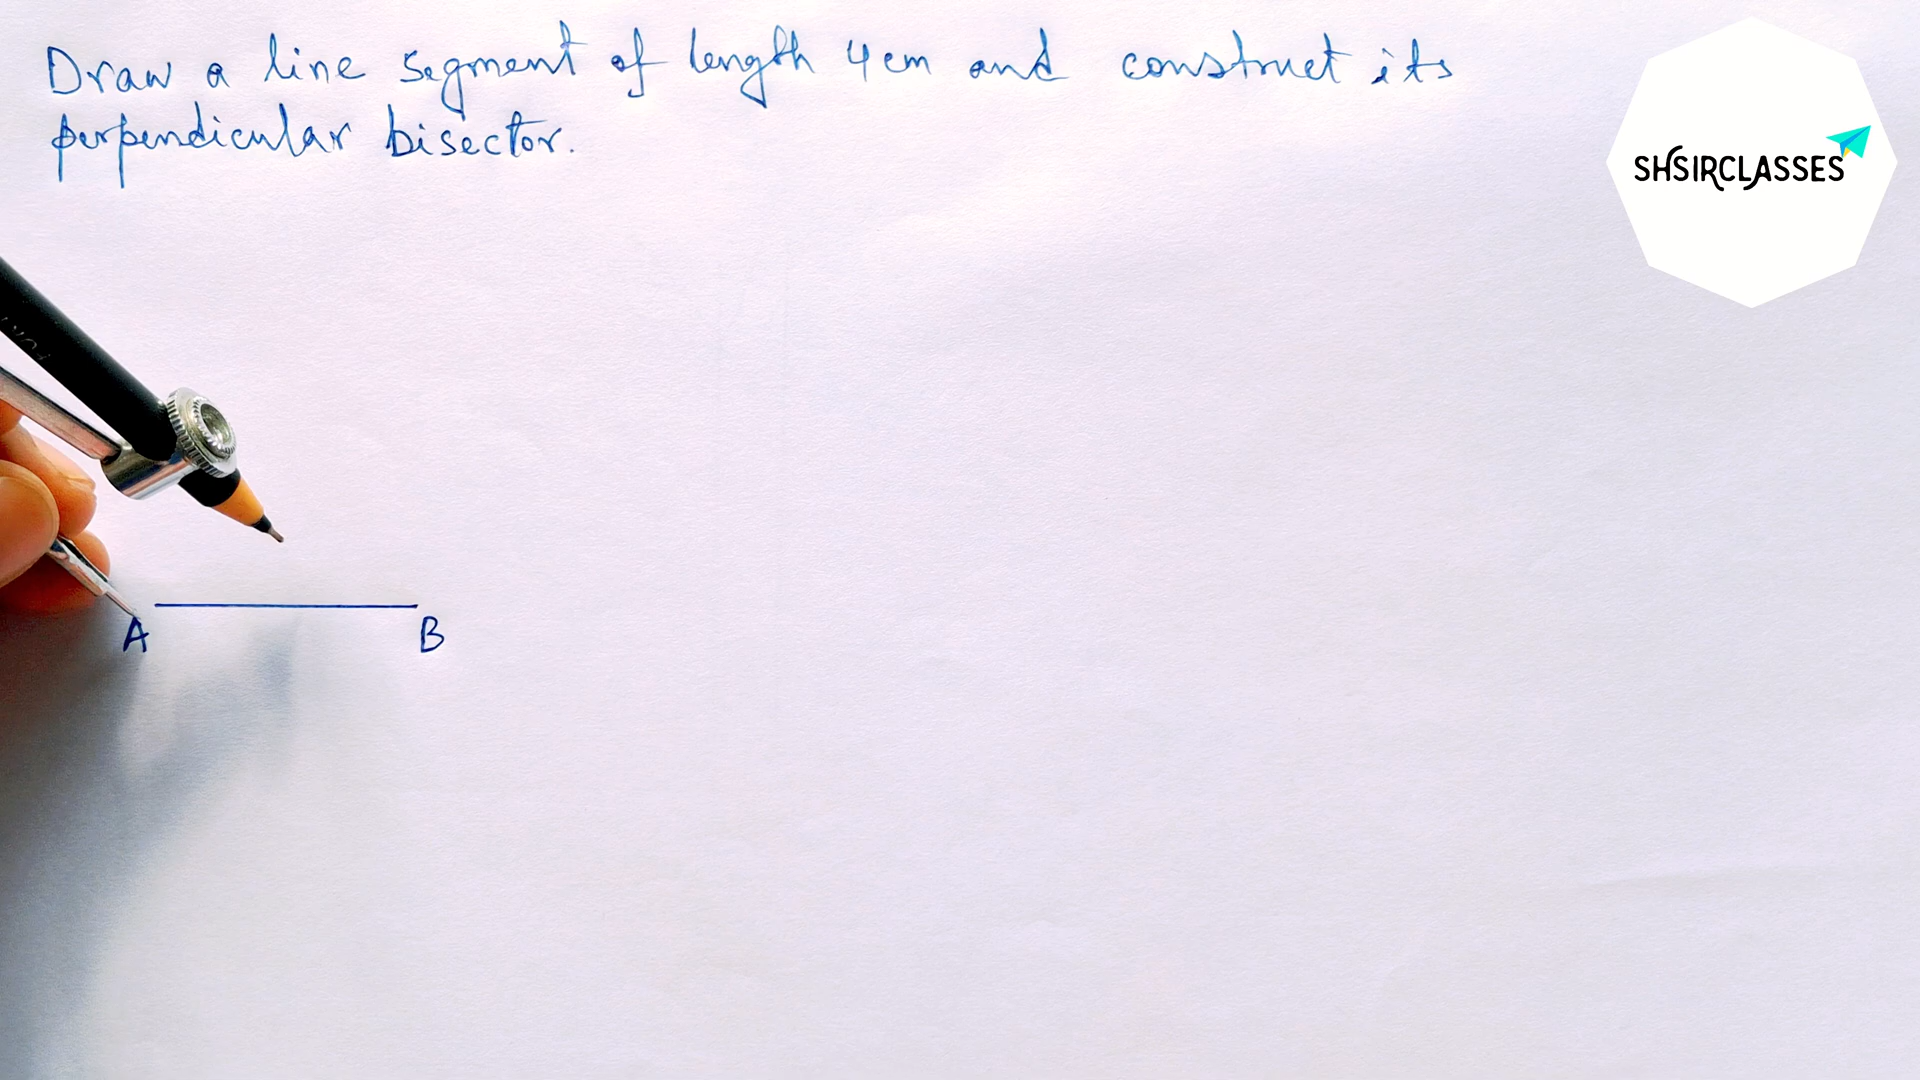 Draw a line segment of length 4cm and construct its
perpendicular bisector.
SHSIRCLASSES
A
B